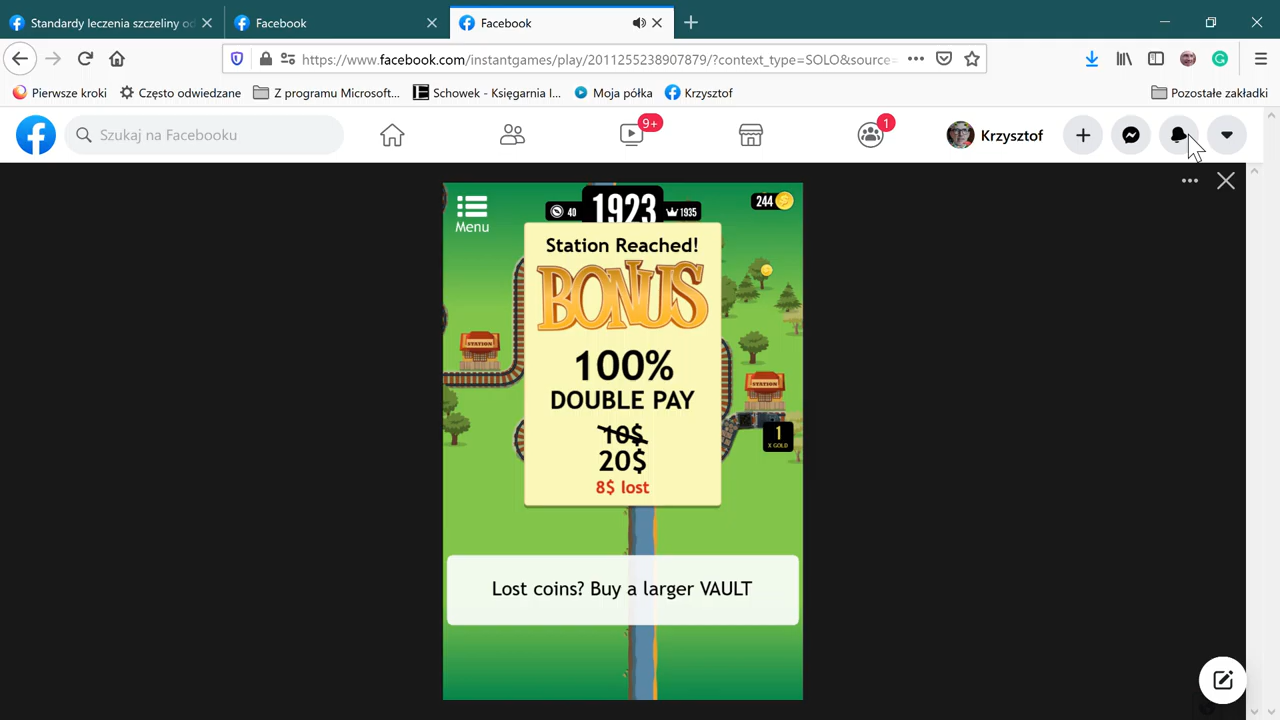 Standardy leczenia szczeliny od
Facebook
Facebook
https://www.facebook.com/instantgames/play/2011255238907879/?context_type=SOLO&source=
Pierwsze kroki
Często odwiedzane
Z programu Microsoft...
Schowek - Księgarnia I...
Moja półka
Krzysztof
Pozostałe zakładki
Szukaj na Facebooku
9+
1
Krzysztof
Menu
40
1923
1935
244
Station Reached!
BONUS
100%
DOUBLE PAY
10$
20$
8$ lost
STATION
STATION
1
X GOLD
Lost coins? Buy a larger VAULT